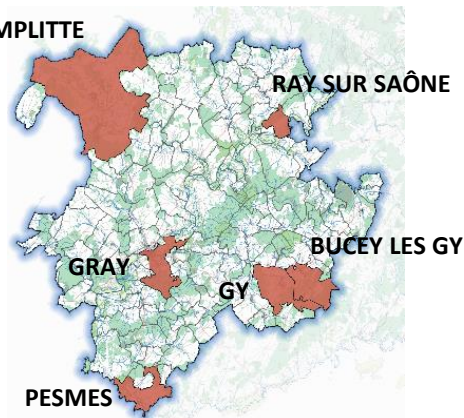 MPLITTE
RAY SUR SAÔNE
BUCEY LES GY
GRAY
GY
PESMES